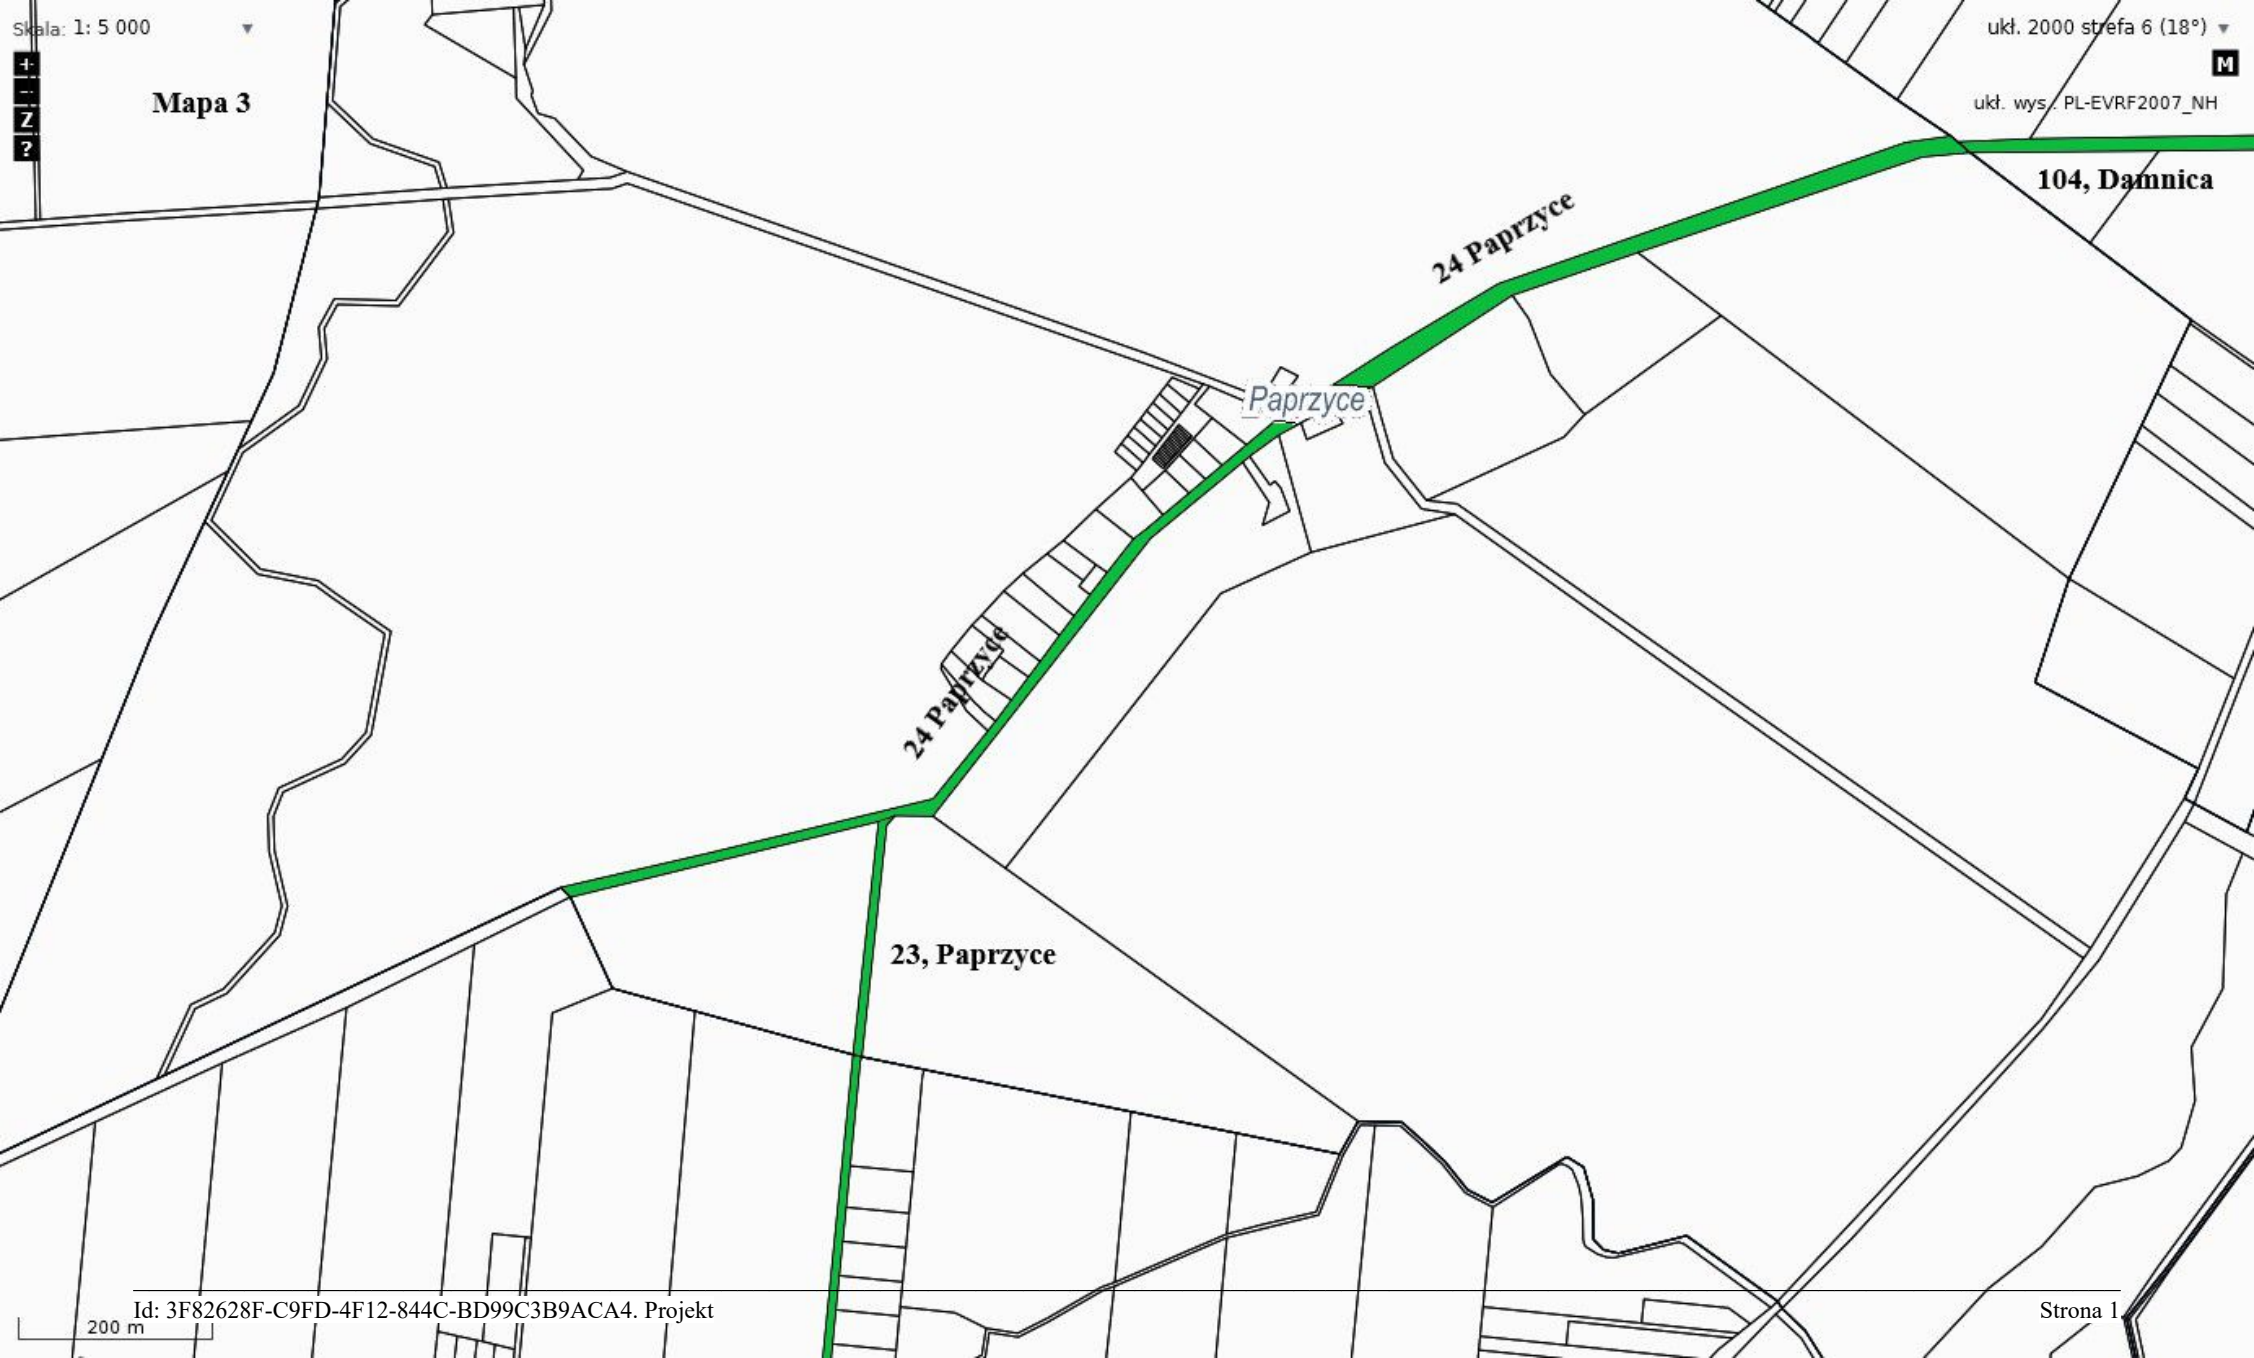 Skala: 1: 5 000 ▼
ukł. 2000 strefa 6 (18°) ▼
+
−
Z
?
M
Mapa 3
ukł. wys.: PL-EVRF2007_NH
104, Damnica
24 Paprzyce
Paprzyce
24 Paprzyce
23, Paprzyce
Id: 3F82628F-C9FD-4F12-844C-BD99C3B9ACA4. Projekt
Strona 1
200 m